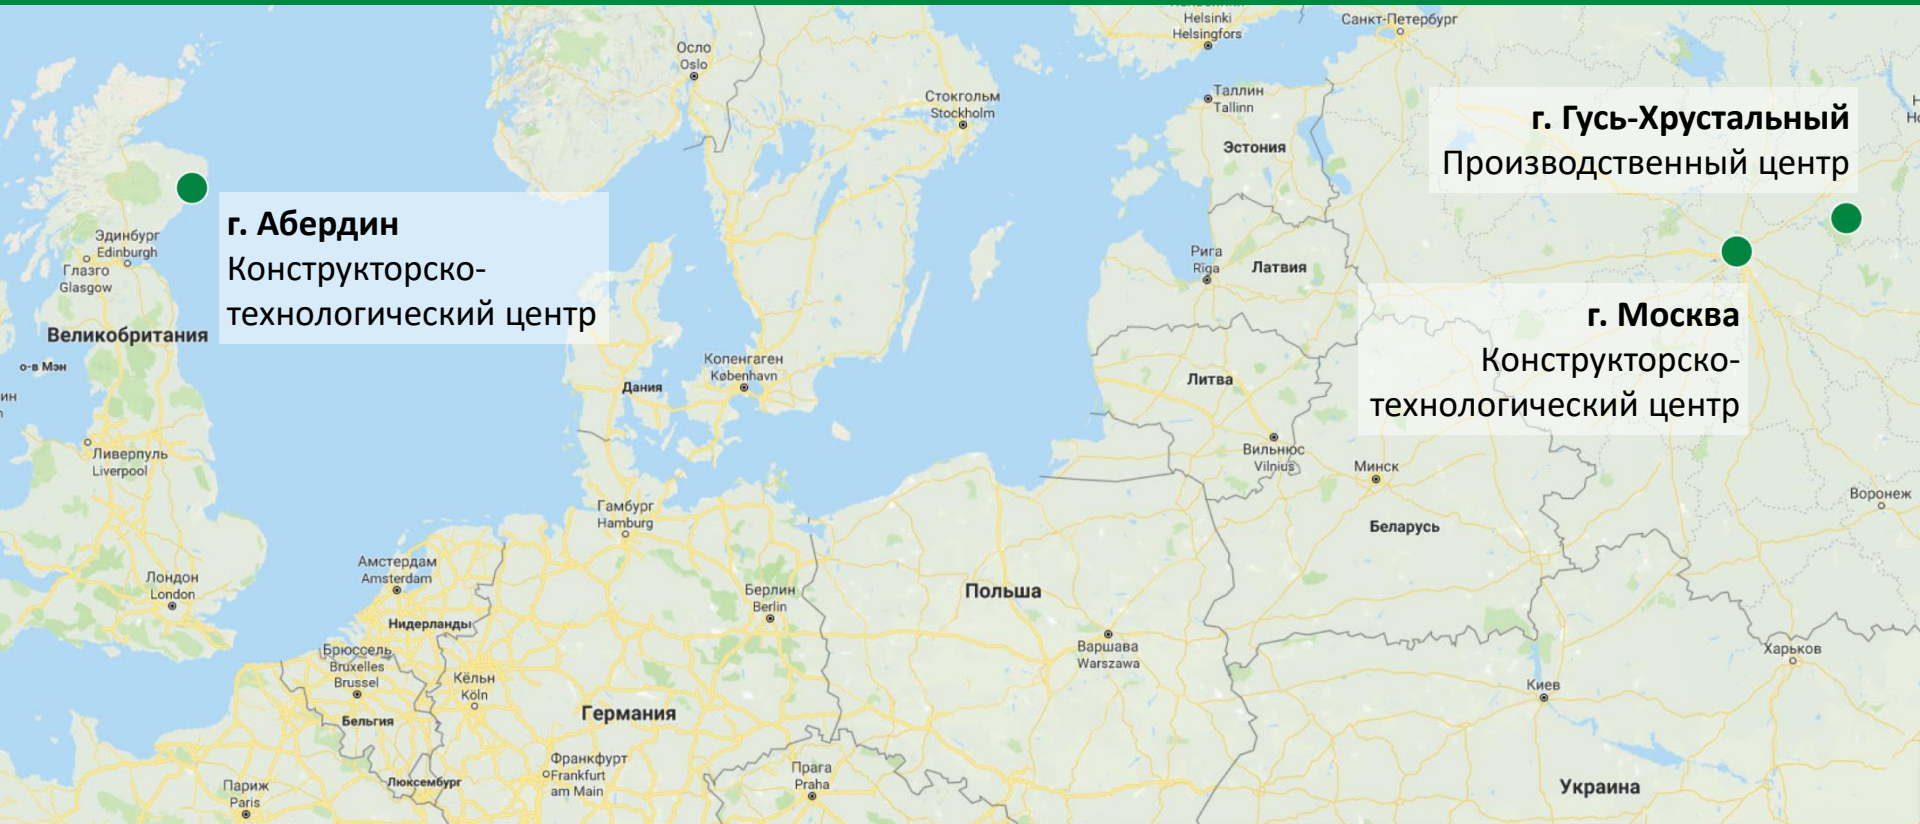 Helsinki
Helsingfors
Санкт-Петербург
Осло
Oslo
Стокгольм
Stockholm
Таллин
Tallinn
Эстония
г. Гусь-Хрустальный
Производственный центр
г. Абердин
Конструкторско-
технологический центр
Эдинбург
Edinburgh
Глазго
Glasgow
Великобритания
о-в Мэн
Рига
Rīga
Латвия
г. Москва
Конструкторско-
технологический центр
Копенгаген
København
Дания
Литва
Ливерпуль
Liverpool
Вильнюс
Vilnius
Минск
Беларусь
Воронеж
Гамбург
Hamburg
Амстердам
Amsterdam
Нидерланды
Лондон
London
Берлин
Berlin
Польша
Варшава
Warszawa
Брюссель
Bruxelles
Brussel
Бельгия
Кёльн
Köln
Германия
Харьков
Киев
Франкфурт
Frankfurt
am Main
Люксембург
Прага
Praha
Париж
Paris
Украина